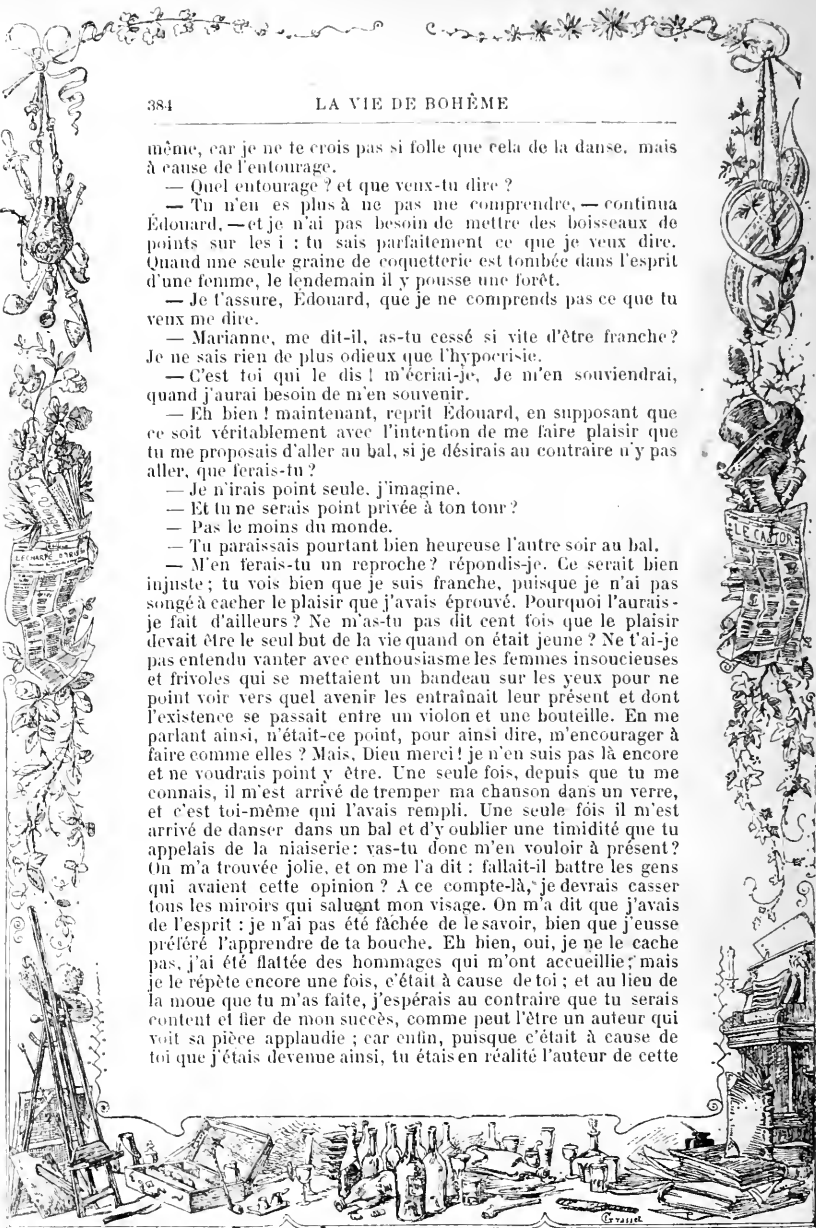 384 LA VIE DE BOHÊME
même, car je ne te crois pas si folle que cela de la danse, mais
à cause de l'entourage.
— Quel entourage ? et que veux-tu dire ?
— Tu n'en es plus à ne pas me comprendre, — continua
Édouard, — et je n'ai pas besoin de mettre des boisseaux de
points sur les i : tu sais parfaitement ce que je veux dire.
Quand une seule graine de coquetterie est tombée dans l'esprit
d'une femme, le lendemain il y pousse une forêt.
— Je t'assure, Édouard, que je ne comprends pas ce que tu
veux me dire.
— Marianne, me dit-il, as-tu cessé si vite d'être franche?
Je ne sais rien de plus odieux que l'hypocrisie.
— C'est toi qui le dis ! m'écriai-je, Je m'en souviendrai,
quand j'aurai besoin de m'en souvenir.
— Eh bien ! maintenant, reprit Édouard, en supposant que
ce soit véritablement avec l'intention de me faire plaisir que
tu me proposais d'aller au bal, si je désirais au contraire n'y pas
aller, que ferais-tu ?
— Je n'irais point seule, j'imagine.
— Et tu ne serais point privée à ton tour ?
— Pas le moins du monde.
— Tu paraissais pourtant bien heureuse l'autre soir au bal.
— M'en ferais-tu un reproche? répondis-je. Ce serait bien
injuste ; tu vois bien que je suis franche, puisque je n'ai pas
songé à cacher le plaisir que j'avais éprouvé. Pourquoi l'aurais-
je fait d'ailleurs ? Ne m'as-tu pas dit cent fois que le plaisir
devait être le seul but de la vie quand on était jeune ? Ne t'ai-je
pas entendu vanter avec enthousiasme les femmes insoucieuses
et frivoles qui se mettaient un bandeau sur les yeux pour ne
point voir vers quel avenir les entraînait leur présent et dont
l'existence se passait entre un violon et une bouteille. En me
parlant ainsi, n'était-ce point, pour ainsi dire, m'encourager à
faire comme elles ? Mais, Dieu merci ! je n'en suis pas là encore
et ne voudrais point y être. Une seule fois, depuis que tu me
connais, il m'est arrivé de tremper ma chanson dans un verre,
et c'est toi-même qui l'avais rempli. Une seule fois il m'est
arrivé de danser dans un bal et d'y oublier une timidité que tu
appelais de la niaiserie : vas-tu donc m'en vouloir à présent?
On m'a trouvée jolie, et on me l'a dit : fallait-il battre les gens
qui avaient cette opinion ? A ce compte-là, je devrais casser
tous les miroirs qui saluent mon visage. On m'a dit que j'avais
de l'esprit : je n'ai pas été fâchée de le savoir, bien que j'eusse
préféré l'apprendre de ta bouche. Eh bien, oui, je ne le cache
pas, j'ai été flattée des hommages qui m'ont accueillie ; mais
je le répète encore une fois, c'était à cause de toi ; et au lieu de
la moue que tu m'as faite, j'espérais au contraire que tu serais
content et fier de mon succès, comme peut l'être un auteur qui
voit sa pièce applaudie ; car enfin, puisque c'était à cause de
toi que j'étais devenue ainsi, tu étais en réalité l'auteur de cette
LE CASTOR
L'ECHARPE D'IRIS
Grasset